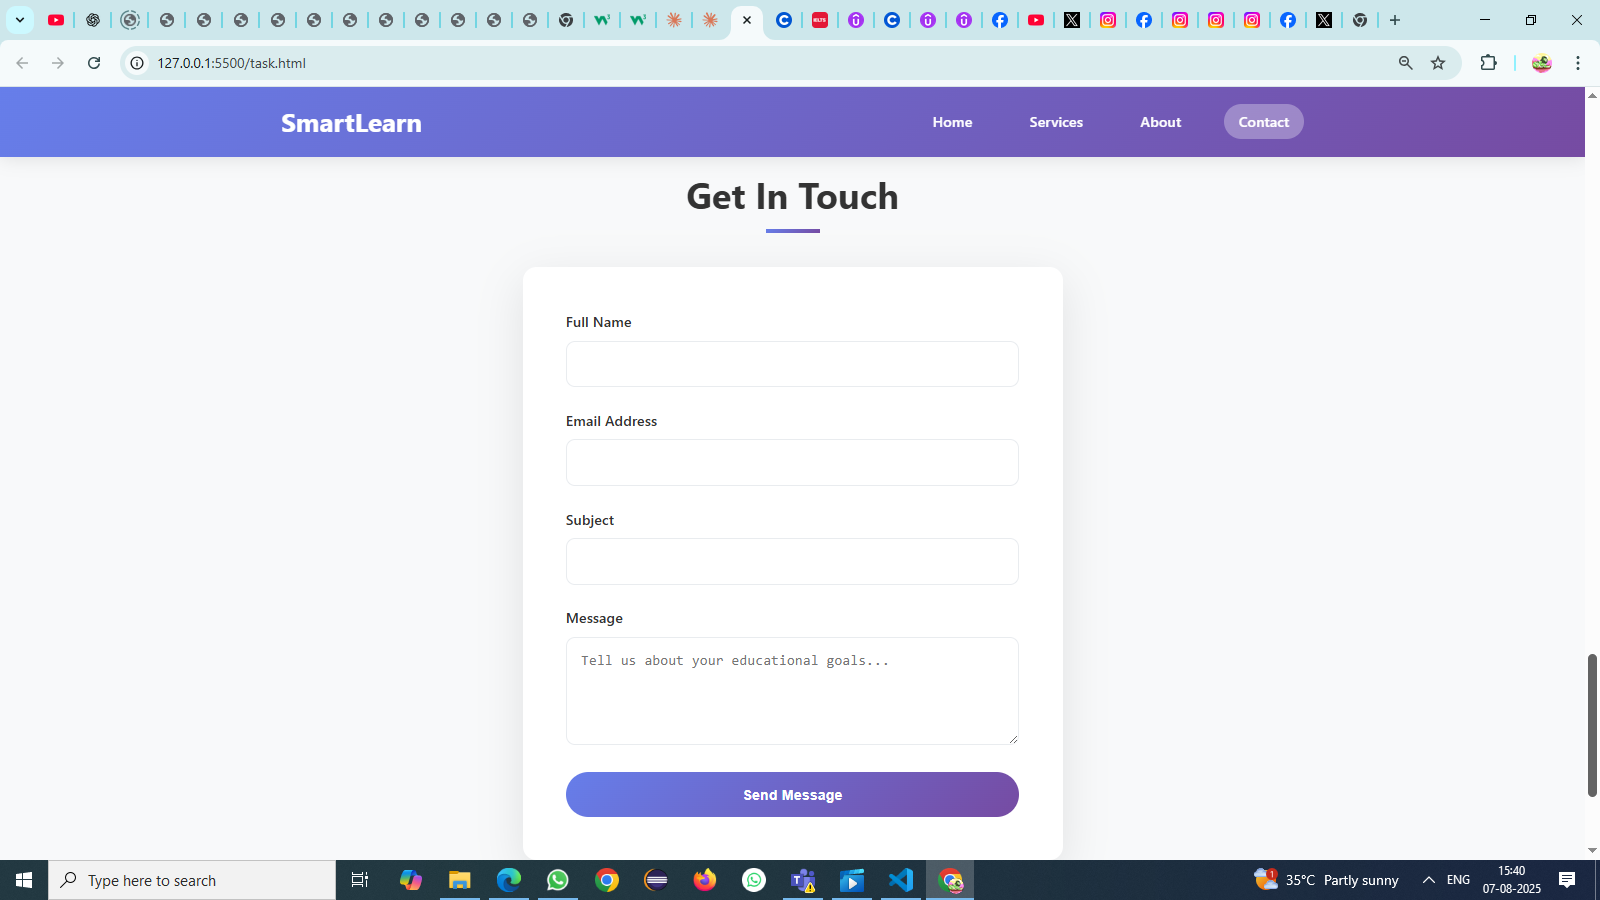 127.0.0.1:5500/task.html
SmartLearn
Home Services About Contact
Get In Touch
Full Name
Email Address
Subject
Message
Tell us about your educational goals...
Send Message
Type here to search
1
35°C Partly sunny
ENG
15:40
07-08-2025